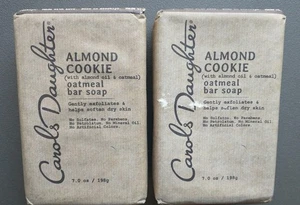 Carol's Daughter
ALMOND
COOKIE
(with almond oil & oatmeal)
oatmeal
bar soap
Gently exfoliates &
helps soften dry skin
No Sulfates. No Parabens.
No Petrolatum. No Mineral Oil.
No Artificial Colors.
7.0 oz / 198g
Carol's Daughter
ALMOND
COOKIE
(with almond oil & oatmeal)
oatmeal
bar soap
Gently exfoliates &
helps soften dry skin
No Sulfates. No Parabens.
No Petrolatum. No Mineral Oil.
No Artificial Colors.
7.0 oz / 198g